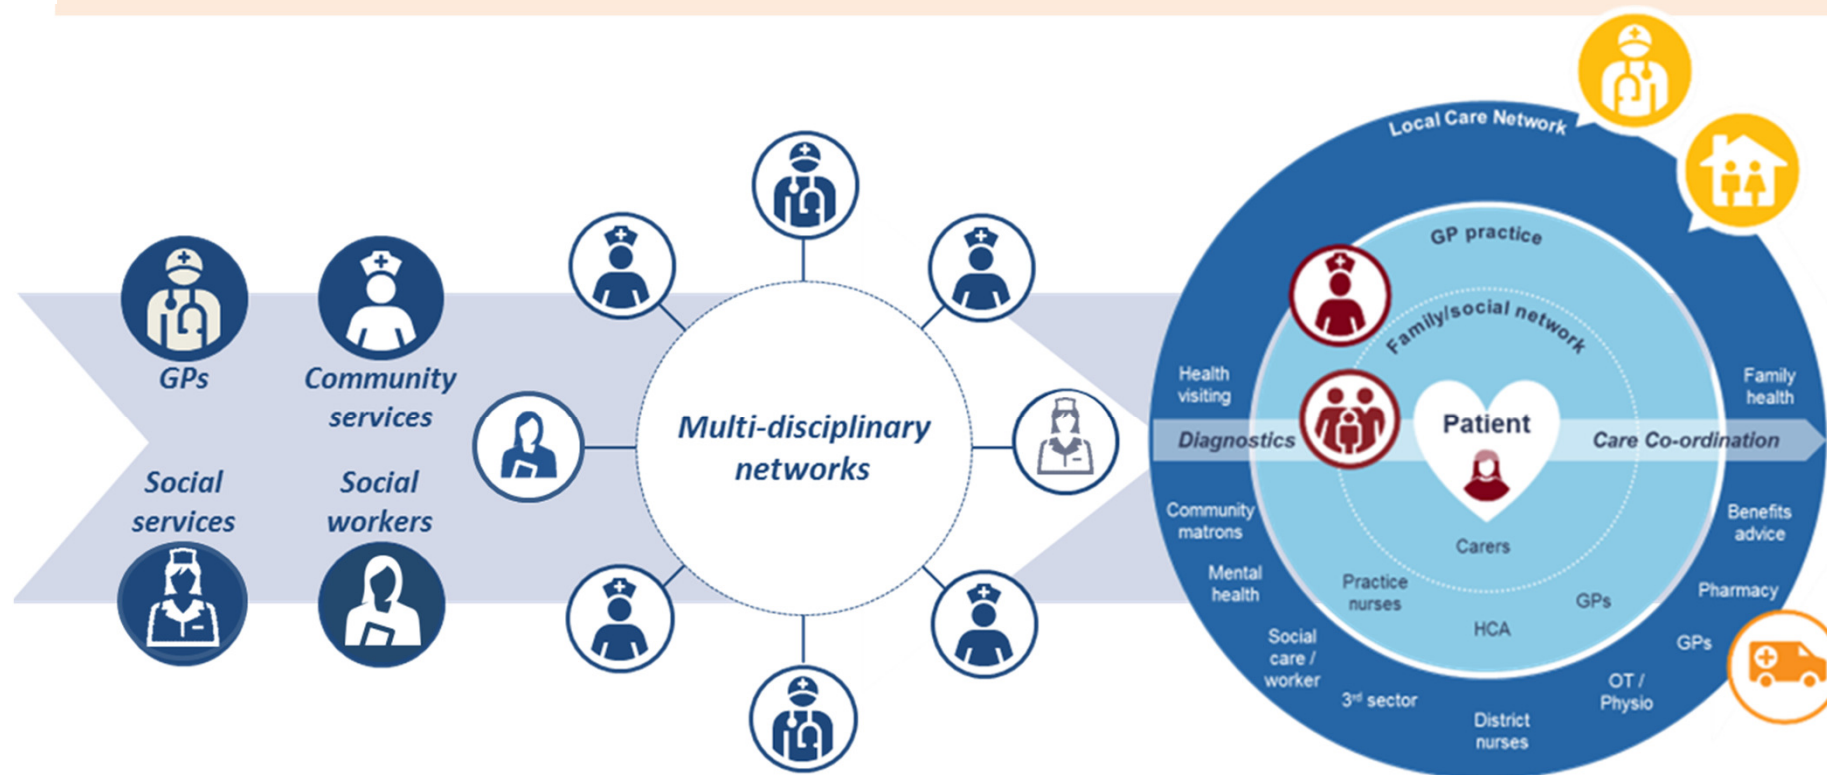 GPs
Community
services
Social
services
Social
workers
Multi-disciplinary
networks
Local Care Network
GP practice
Family/social network
Health
visiting
Family
health
Diagnostics
Patient
Care Co-ordination
Community
matrons
Benefits
advice
Carers
Mental
health
Practice
nurses
GPs
Pharmacy
HCA
Social
care /
worker
GPs
3rd sector
OT /
Physio
District
nurses